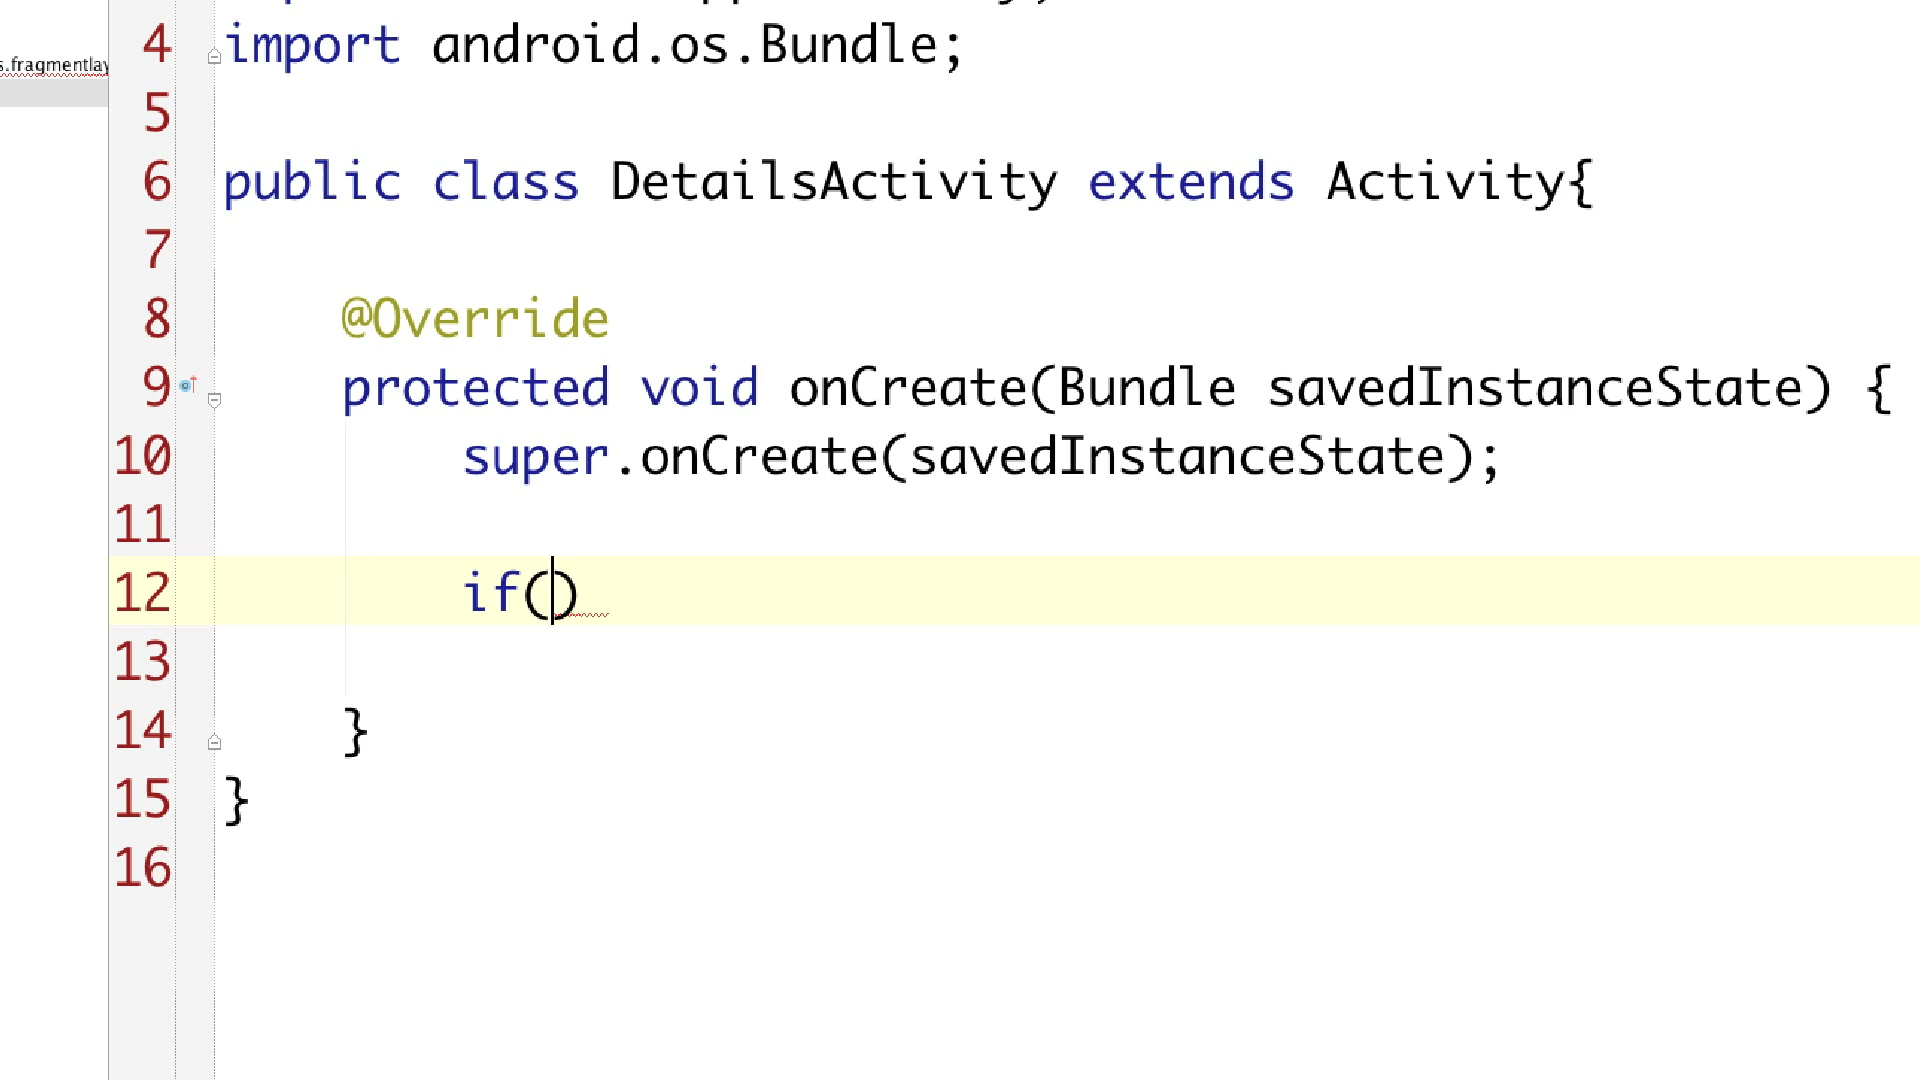 4 import android.os.Bundle;
s.fragmentlay
5
6 public class DetailsActivity extends Activity{
7
8 @Override
9 protected void onCreate(Bundle savedInstanceState) {
10 super.onCreate(savedInstanceState);
11
12 if()
13
14 }
15 }
16